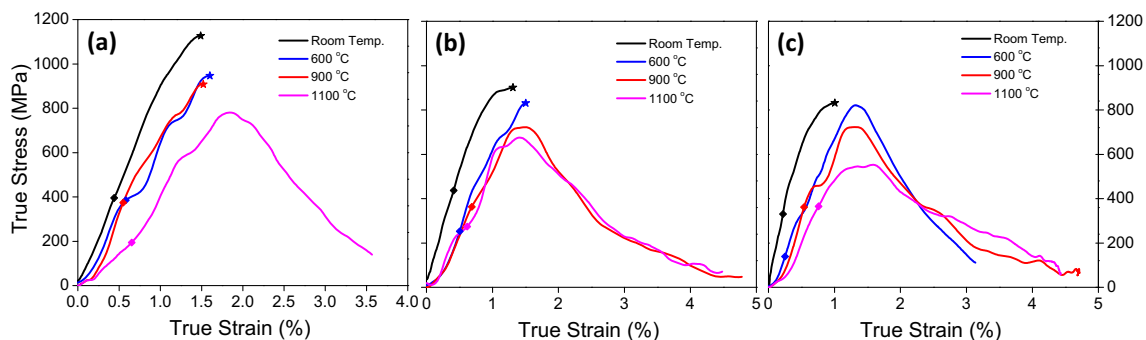 (a)
Room Temp.
600 °C
900 °C
1100 °C
(b)
Room Temp.
600 °C
900 °C
1100 °C
(c)
Room Temp.
600 °C
900 °C
1100 °C
True Stress (MPa)
1200
1000
800
600
400
200
0
1200
1000
800
600
400
200
0
0.0 0.5 1.0 1.5 2.0 2.5 3.0 3.5 4.0
0 1 2 3 4 5
0 1 2 3 4 5
True Strain (%)
True Strain (%)
True Strain (%)